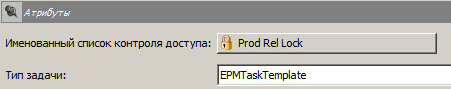 Атрибуты
Именованный список контроля доступа: Prod Rel Lock
Тип задачи: EPMTaskTemplate